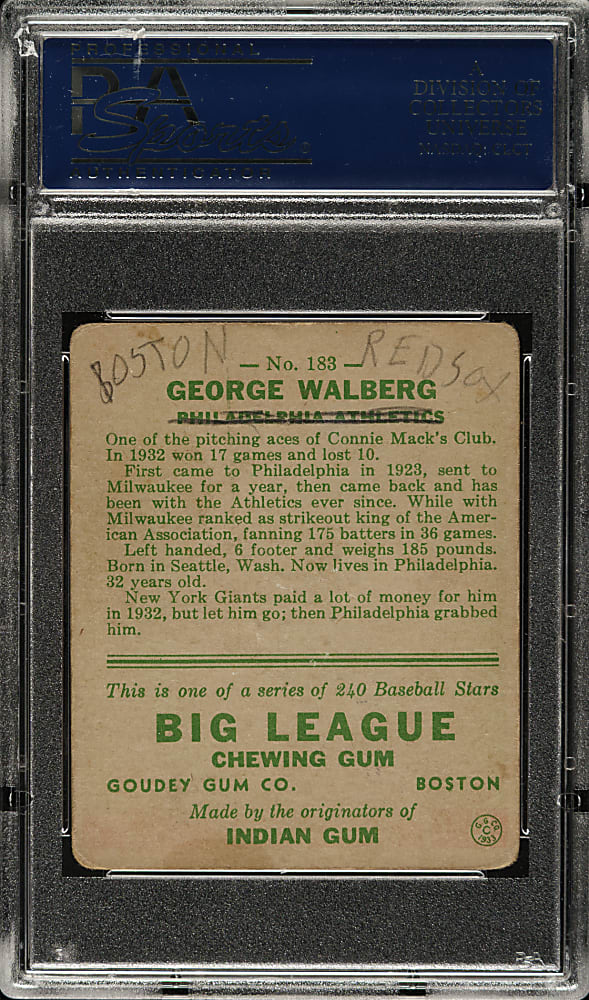 PROFESSIONAL
PSA
Sports
AUTHENTICATOR
A
DIVISION OF
COLLECTORS
UNIVERSE
NASDAQ: CLCT
BOSTON REDSOX
— No. 183 —
GEORGE WALBERG
PHILADELPHIA ATHLETICS
One of the pitching aces of Connie Mack's Club.
In 1932 won 17 games and lost 10.
First came to Philadelphia in 1923, sent to
Milwaukee for a year, then came back and has
been with the Athletics ever since. While with
Milwaukee ranked as strikeout king of the Amer-
ican Association, fanning 175 batters in 36 games.
Left handed, 6 footer and weighs 185 pounds.
Born in Seattle, Wash. Now lives in Philadelphia.
32 years old.
New York Giants paid a lot of money for him
in 1932, but let him go; then Philadelphia grabbed
him.
This is one of a series of 240 Baseball Stars
BIG LEAGUE
CHEWING GUM
GOUDEY GUM CO. BOSTON
Made by the originators of
INDIAN GUM
G.G.CO.
C
1933
PSA